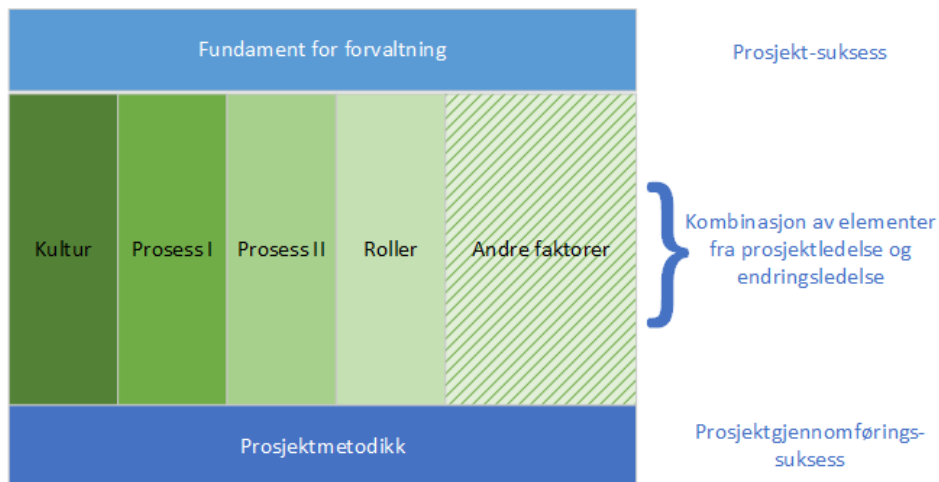 Fundament for forvaltning
Prosjekt-suksess
Kultur
Prosess I
Prosess II
Roller
Andre faktorer
Kombinasjon av elementer
fra prosjektledelse og
endringsledelse
Prosjektmetodikk
Prosjektgjennomførings-
suksess